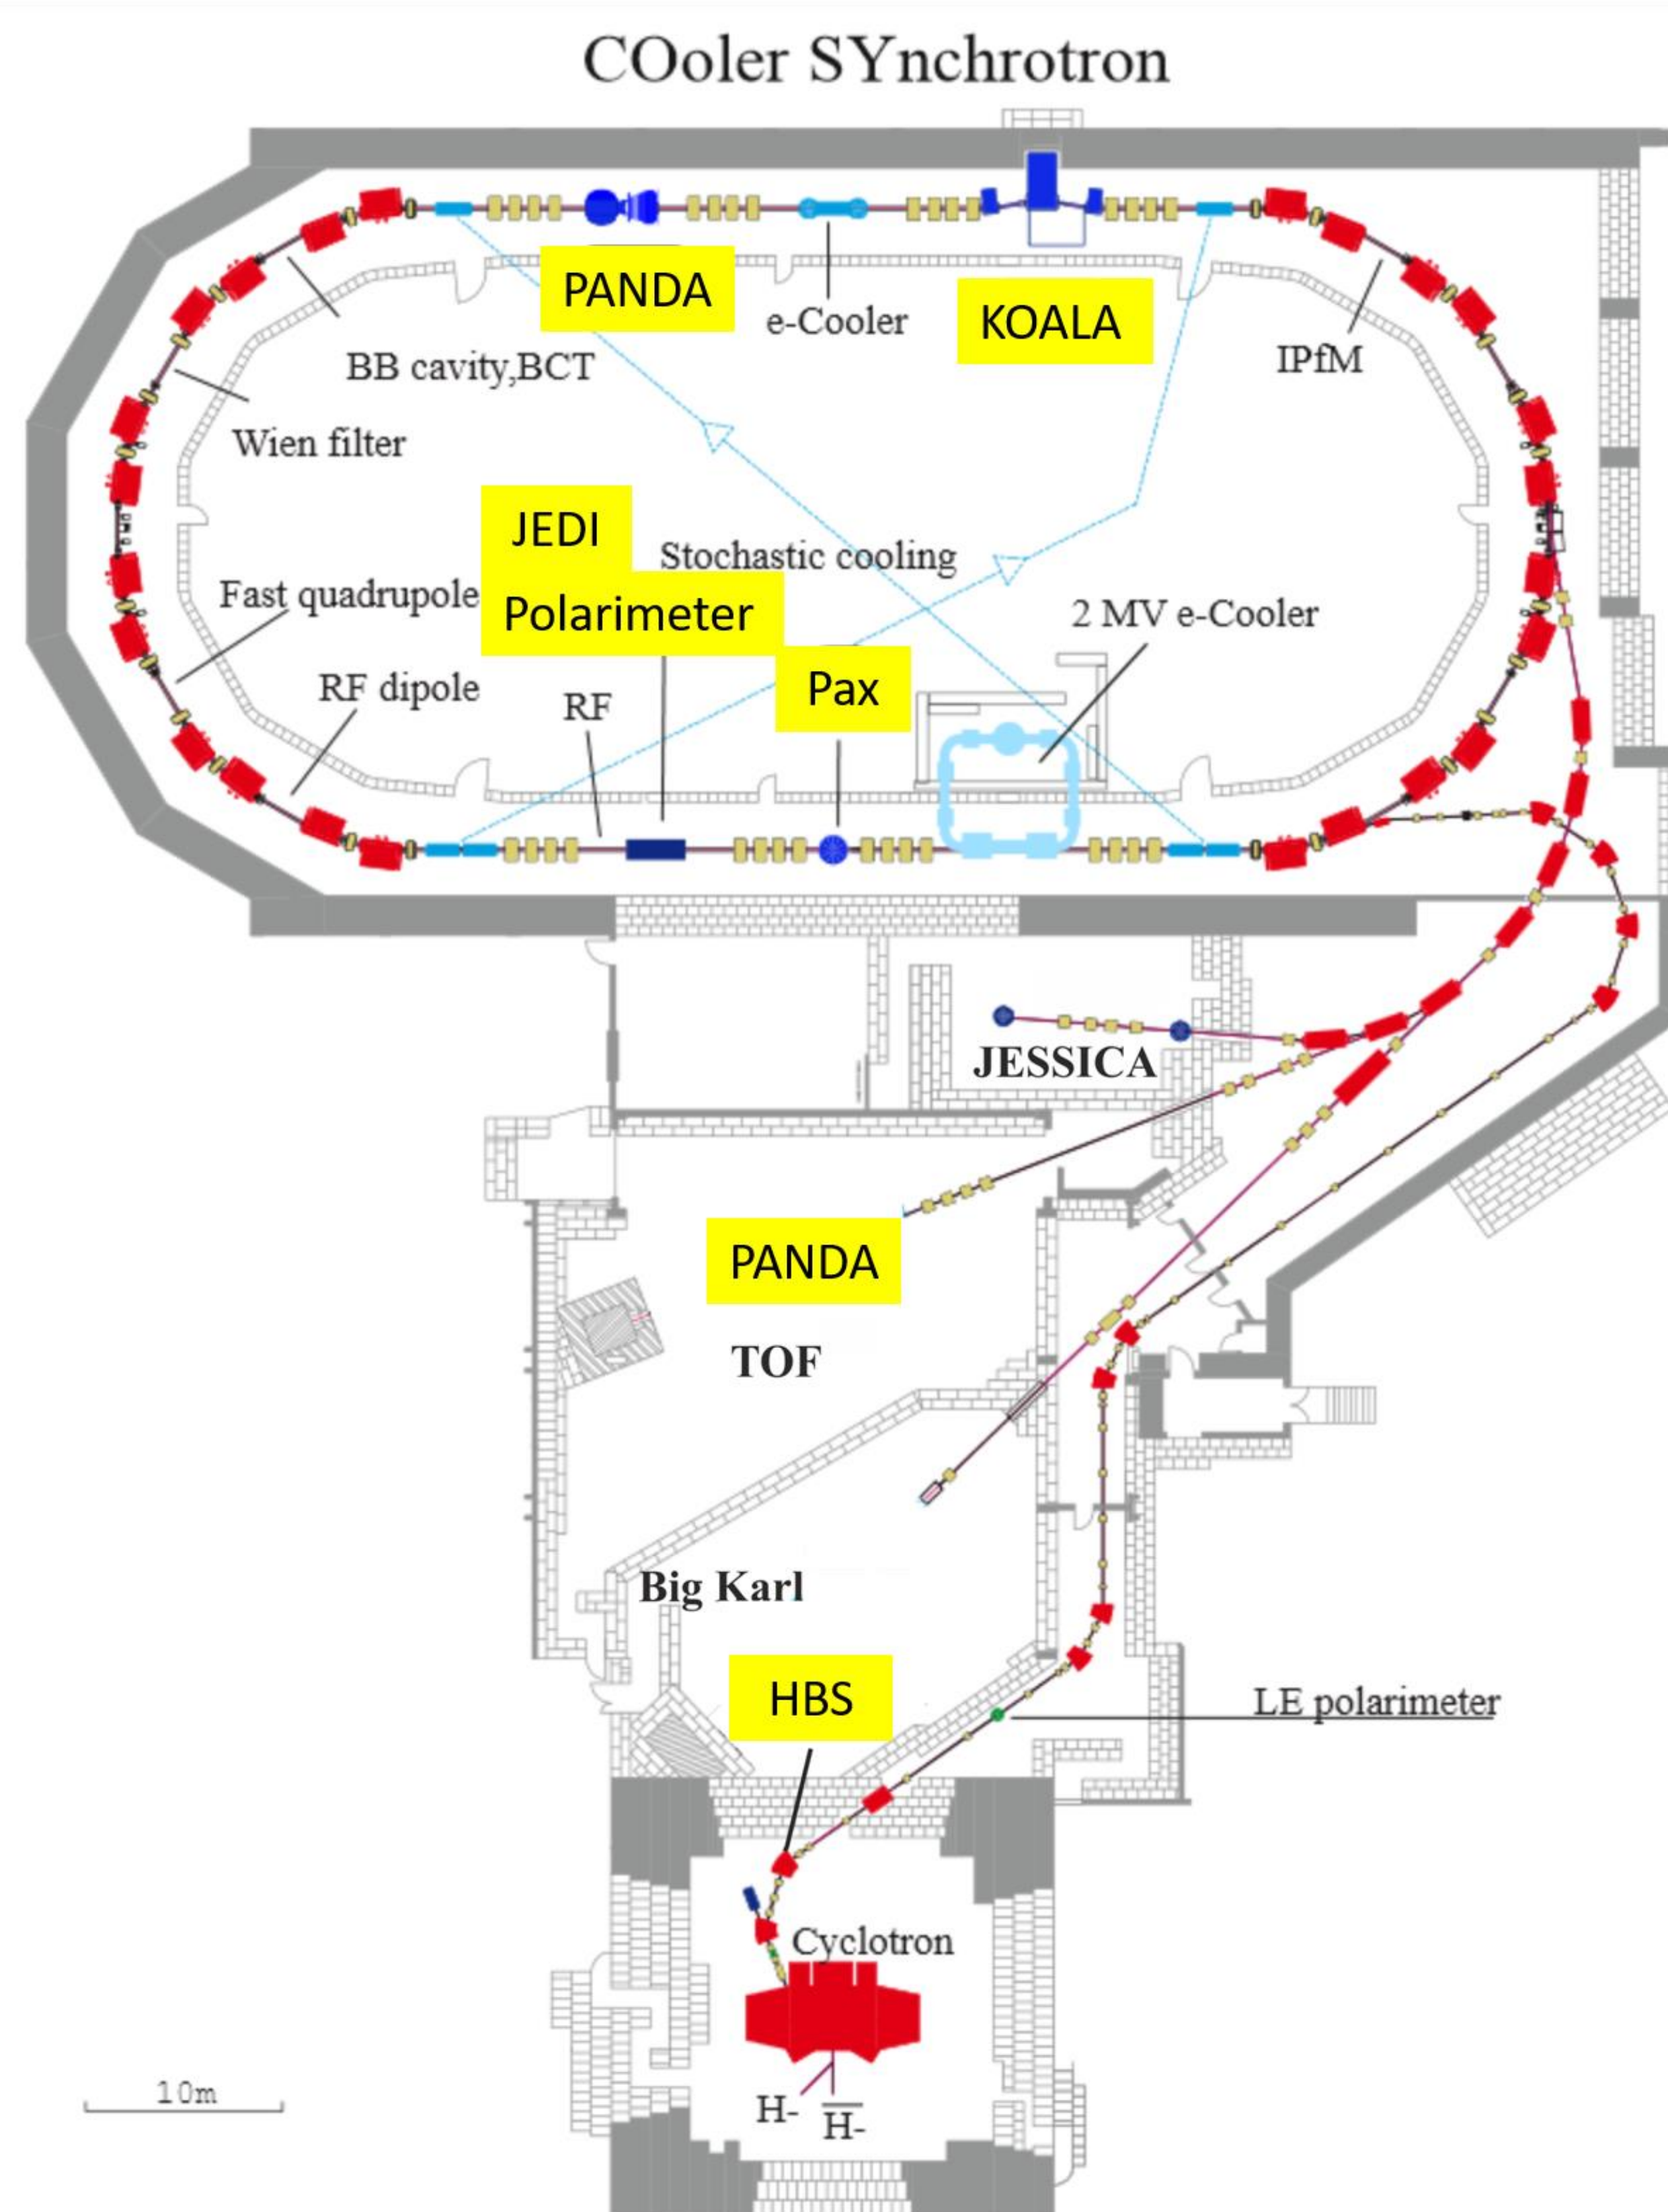 COoler SYnchrotron
PANDA
e-Cooler
KOALA
IPfM
BB cavity,BCT
Wien filter
JEDI
Stochastic cooling
Fast quadrupole
Polarimeter
2 MV e-Cooler
RF dipole
RF
Pax
JESSICA
PANDA
TOF
Big Karl
HBS
LE polarimeter
Cyclotron
10m
H-
H-